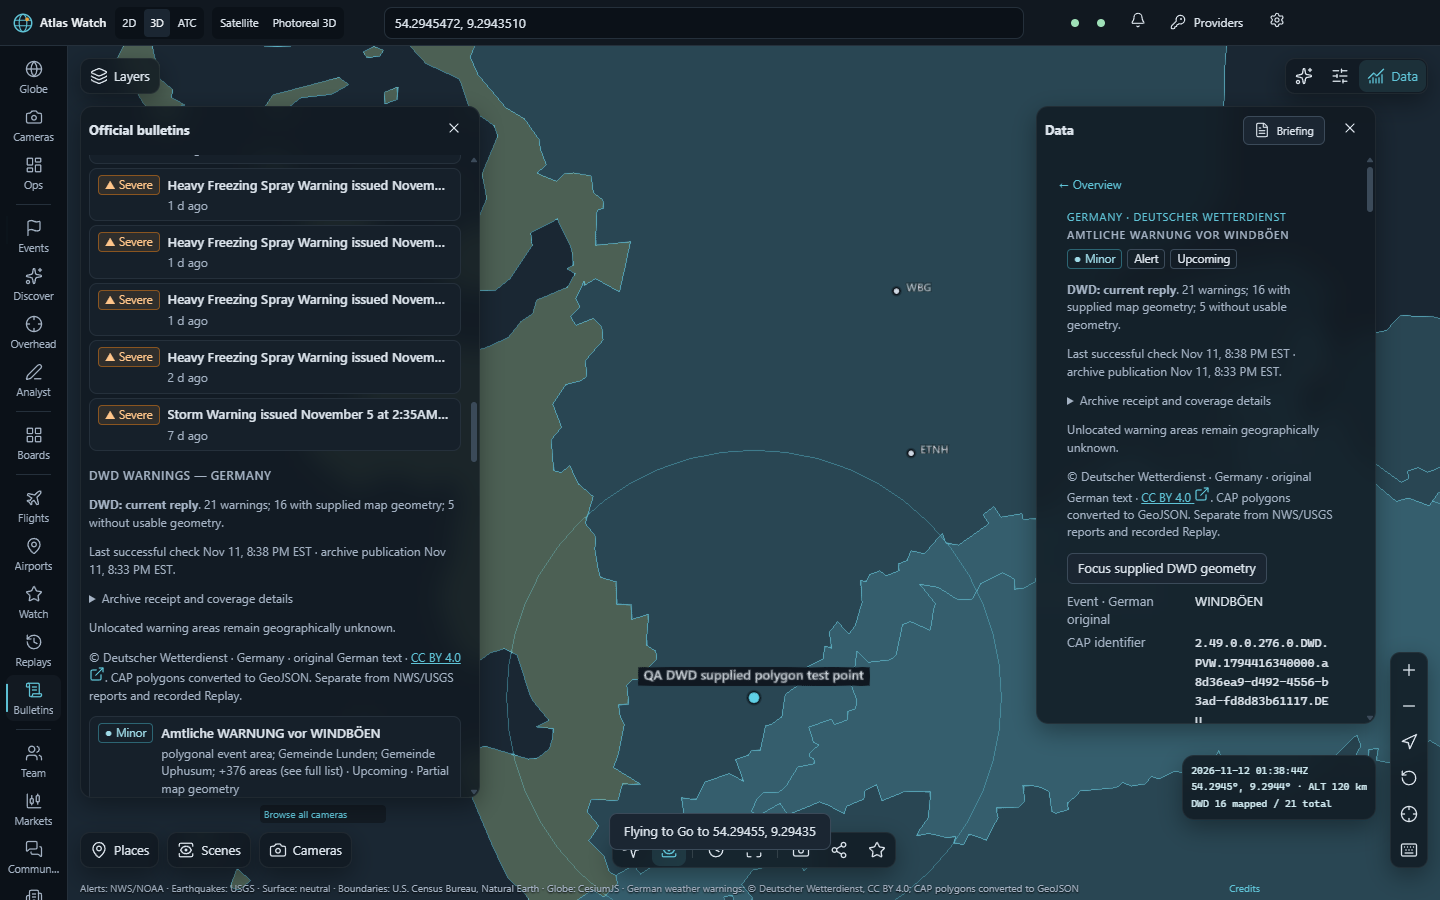 Atlas Watch
2D 3D ATC
Satellite Photoreal 3D
54.2945472, 9.2943510
Providers
Globe
Cameras
Ops
Events
Discover
Overhead
Analyst
Boards
Flights
Airports
Watch
Replays
Bulletins
Team
Markets
Commun...
Layers
Official bulletins
Severe Heavy Freezing Spray Warning issued Novem...
1 d ago
Severe Heavy Freezing Spray Warning issued Novem...
1 d ago
Severe Heavy Freezing Spray Warning issued Novem...
1 d ago
Severe Heavy Freezing Spray Warning issued Novem...
2 d ago
Severe Storm Warning issued November 5 at 2:35AM...
7 d ago
DWD WARNINGS — GERMANY
DWD: current reply. 21 warnings; 16 with supplied map geometry; 5
without usable geometry.
Last successful check Nov 11, 8:38 PM EST · archive publication Nov
11, 8:33 PM EST.
Archive receipt and coverage details
Unlocated warning areas remain geographically unknown.
© Deutscher Wetterdienst · Germany · original German text · CC BY 4.0
. CAP polygons converted to GeoJSON. Separate from NWS/USGS
reports and recorded Replay.
Minor Amtliche WARNUNG vor WINDBÖEN
polygonal event area; Gemeinde Lunden; Gemeinde
Uphusum; +376 areas (see full list) · Upcoming · Partial
map geometry
Browse all cameras
Places
Scenes
Cameras
WBG
ETNH
QA DWD supplied polygon test point
Flying to Go to 54.29455, 9.29435
Data
Data
Briefing
← Overview
GERMANY · DEUTSCHER WETTERDIENST
AMTLICHE WARNUNG VOR WINDBÖEN
Minor Alert Upcoming
DWD: current reply. 21 warnings; 16 with
supplied map geometry; 5 without usable
geometry.
Last successful check Nov 11, 8:38 PM EST ·
archive publication Nov 11, 8:33 PM EST.
Archive receipt and coverage details
Unlocated warning areas remain geographically
unknown.
© Deutscher Wetterdienst · Germany · original
German text · CC BY 4.0 . CAP polygons
converted to GeoJSON. Separate from NWS/USGS
reports and recorded Replay.
Focus supplied DWD geometry
Event · German WINDBÖEN
original
CAP identifier 2.49.0.0.276.0.DWD.
PVW.1794416340000.a
8d36ea9-d492-4556-b
3ad-fd8d83b61117.DE
U
2026-11-12 01:38:44Z
54.2945°, 9.2944° · ALT 120 km
DWD 16 mapped / 21 total
Alerts: NWS/NOAA · Earthquakes: USGS · Surface: neutral · Boundaries: U.S. Census Bureau, Natural Earth · Globe: CesiumJS · German weather warnings: © Deutscher Wetterdienst, CC BY 4.0; CAP polygons converted to GeoJSON
Credits